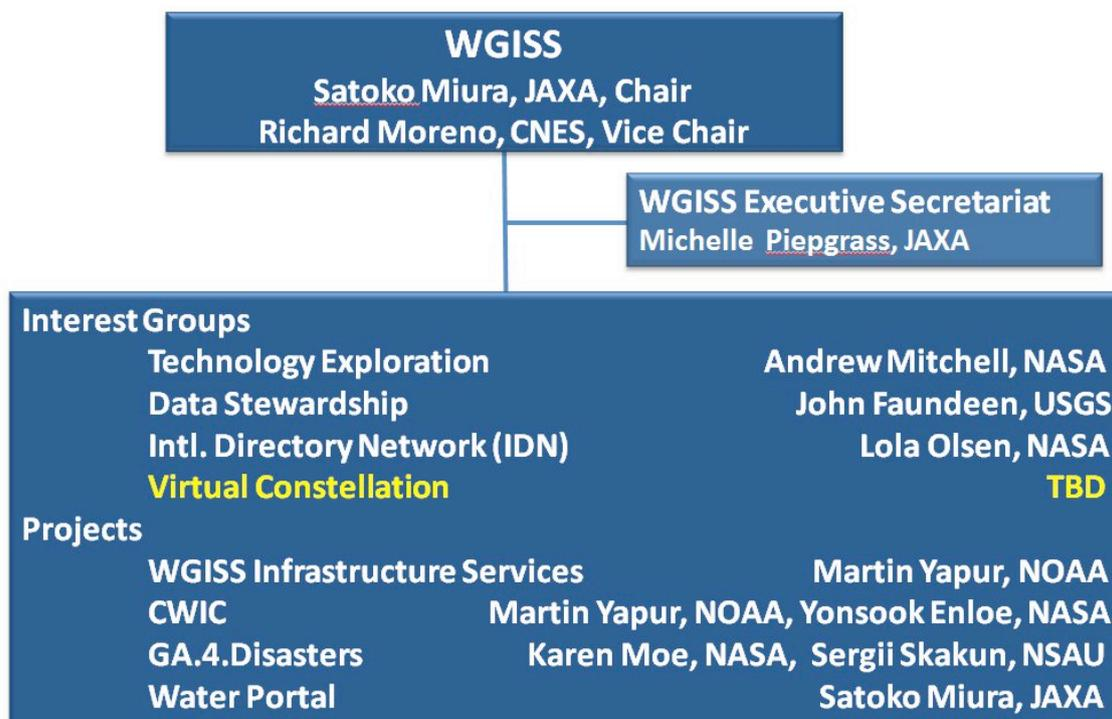 WGISS
Satoko Miura, JAXA, Chair
Richard Moreno, CNES, Vice Chair
WGISS Executive Secretariat
Michelle Piepgrass, JAXA
Interest Groups
Technology Exploration Andrew Mitchell, NASA
Data Stewardship John Faundeen, USGS
Intl. Directory Network (IDN) Lola Olsen, NASA
Virtual Constellation TBD
Projects
WGISS Infrastructure Services Martin Yapur, NOAA
CWIC Martin Yapur, NOAA, Yonsook Enloe, NASA
GA.4.Disasters Karen Moe, NASA, Sergii Skakun, NSAU
Water Portal Satoko Miura, JAXA